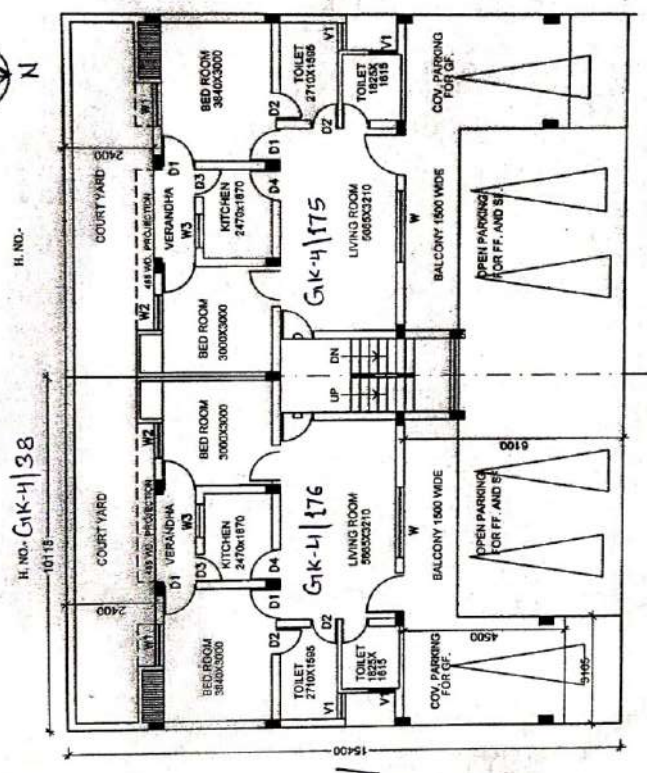 N
H. NO.-
H. NO.- GK-4|38
10115
15400
2400
COURT YARD
W1
465 WD. PROJECTION
W2
VERANDHA
D1
W3
D3
BED ROOM
3840X3000
KITCHEN
2470x1870
BED ROOM
3000X3000
D1
D4
D2
TOILET
2710X1595
V1
D2
TOILET
1825X
1615
V1
GK-4|175
LIVING ROOM
5665X3210
W
BALCONY 1500 WIDE
COV. PARKING
FOR GF.
OPEN PARKING
FOR FF. AND SF.
DN
UP
2400
COURT YARD
W1
465 WD. PROJECTION
W2
VERANDHA
D1
W3
D3
BED ROOM
3840X3000
KITCHEN
2470x1870
BED ROOM
3000X3000
D1
D4
D2
TOILET
2710X1595
V1
D2
TOILET
1825X
1615
V1
GK-4|176
LIVING ROOM
5665X3210
W
BALCONY 1500 WIDE
6100
4500
COV. PARKING
FOR GF.
OPEN PARKING
FOR FF. AND SF.